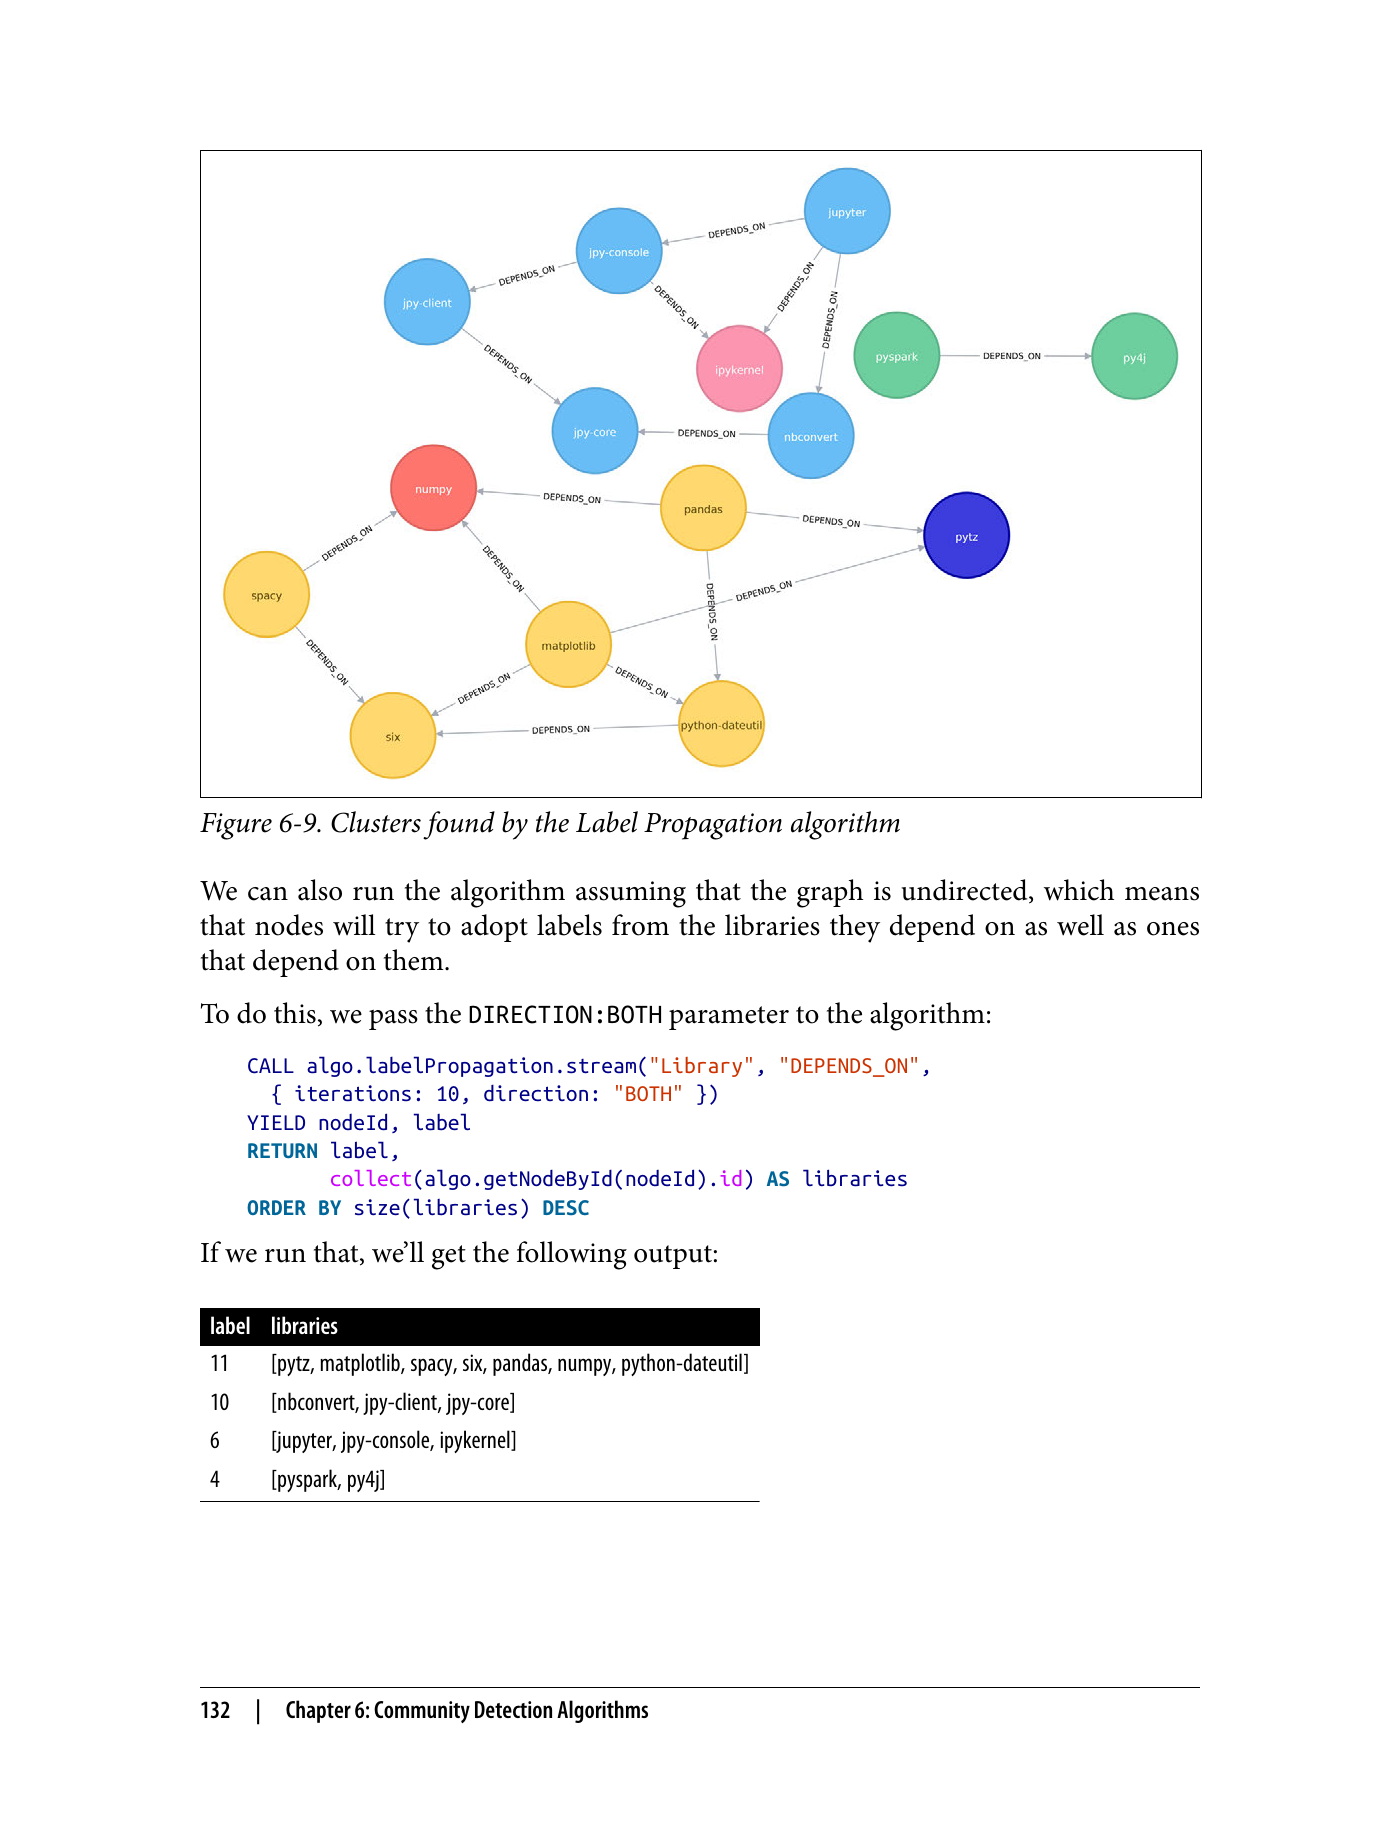 jupyter
DEPENDS_ON
jpy-console
DEPENDS_ON
jpy-client
DEPENDS_ON
DEPENDS_ON
DEPENDS_ON
ipykernel
pyspark
DEPENDS_ON
py4j
DEPENDS_ON
jpy-core
DEPENDS_ON
nbconvert
numpy
DEPENDS_ON
pandas
DEPENDS_ON
pytz
DEPENDS_ON
DEPENDS_ON
spacy
DEPENDS_ON
DEPENDS_ON
matplotlib
DEPENDS_ON
DEPENDS_ON
DEPENDS_ON
six
DEPENDS_ON
python-dateutil
Figure 6-9. Clusters found by the Label Propagation algorithm
We can also run the algorithm assuming that the graph is undirected, which means
that nodes will try to adopt labels from the libraries they depend on as well as ones
that depend on them.
To do this, we pass the DIRECTION:BOTH parameter to the algorithm:
CALL algo.labelPropagation.stream("Library", "DEPENDS_ON",
  { iterations: 10, direction: "BOTH" })
YIELD nodeId, label
RETURN label,
       collect(algo.getNodeById(nodeId).id) AS libraries
ORDER BY size(libraries) DESC
If we run that, we’ll get the following output:
label libraries
11 [pytz, matplotlib, spacy, six, pandas, numpy, python-dateutil]
10 [nbconvert, jpy-client, jpy-core]
6 [jupyter, jpy-console, ipykernel]
4 [pyspark, py4j]
132 | Chapter 6: Community Detection Algorithms